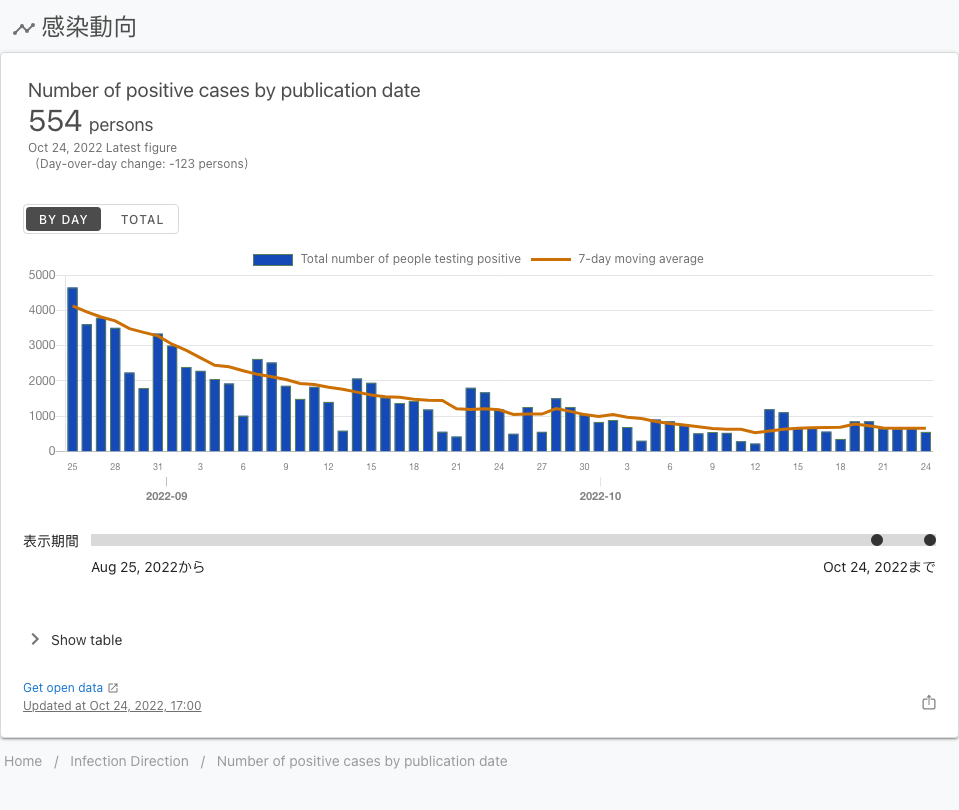 感染動向
Number of positive cases by publication date
554 persons
Oct 24, 2022 Latest figure
（Day-over-day change: -123 persons）
BY DAY TOTAL
Total number of people testing positive 7-day moving average
5000
4000
3000
2000
1000
0
25 28 31 3 6 9 12 15 18 21 24 27 30 3 6 9 12 15 18 21 24
2022-09 2022-10
表示期間
Aug 25, 2022から Oct 24, 2022まで
Show table
Get open data
Updated at Oct 24, 2022, 17:00
Home / Infection Direction / Number of positive cases by publication date